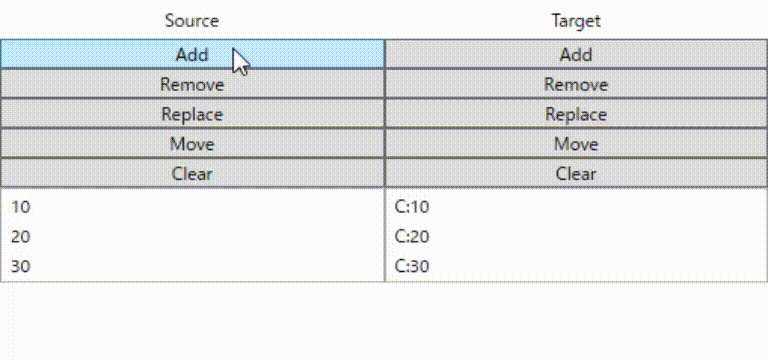 Source Target
Add Add
Remove Remove
Replace Replace
Move Move
Clear Clear
10 C:10
20 C:20
30 C:30